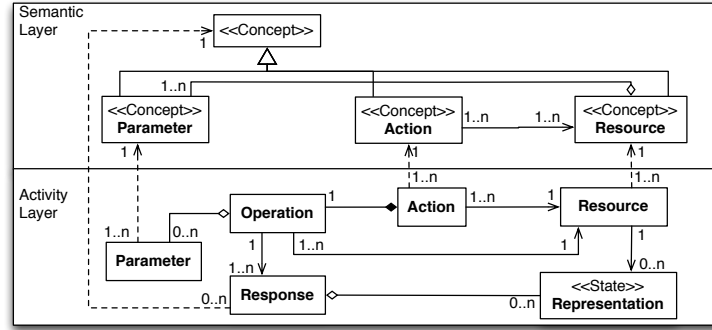 Semantic
Layer
<<Concept>>
1
1..n
<<Concept>>
Parameter
<<Concept>>
Action
1..n
1..n
<<Concept>>
Resource
1
1
1
1..n
1..n
Activity
Layer
Operation
1
Action
1..n
1
Resource
1..n
0..n
1
1..n
1
1
Parameter
1..n
0..n
0..n
Response
0..n
<<State>>
Representation